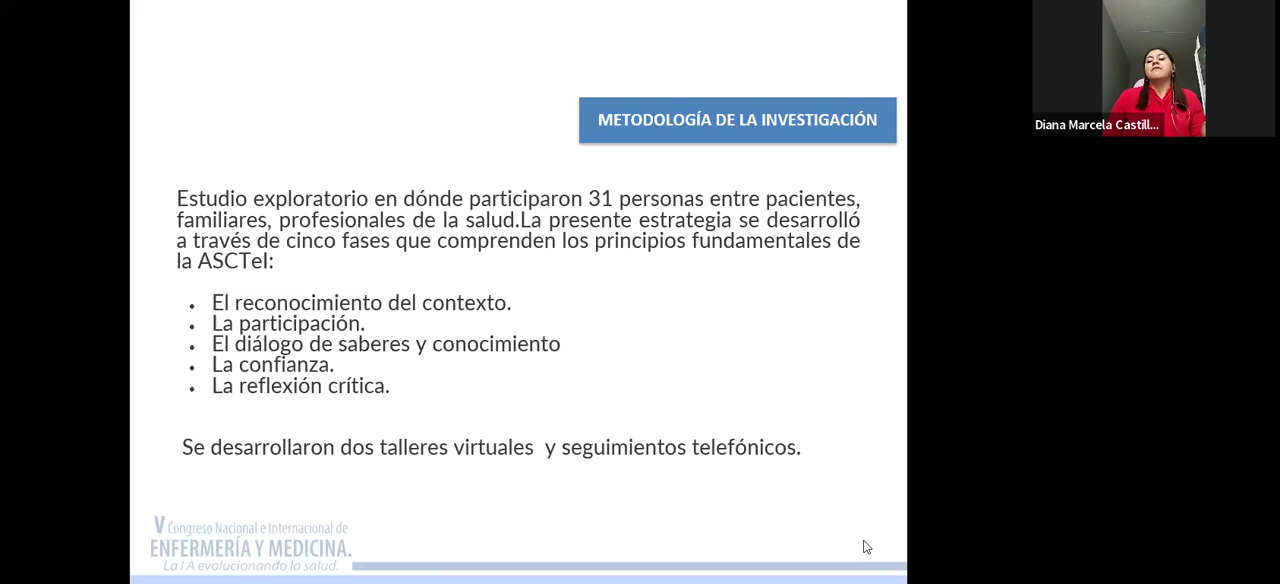 METODOLOGÍA DE LA INVESTIGACIÓN
Estudio exploratorio en dónde participaron 31 personas entre pacientes,
familiares, profesionales de la salud.La presente estrategia se desarrolló
a través de cinco fases que comprenden los principios fundamentales de
la ASCTeI:
• El reconocimiento del contexto.
• La participación.
• El diálogo de saberes y conocimiento
• La confianza.
• La reflexión crítica.
Se desarrollaron dos talleres virtuales y seguimientos telefónicos.
V Congreso Nacional e Internacional de
ENFERMERÍA Y MEDICINA.
La I A evolucionando la salud.
Diana Marcela Castill...